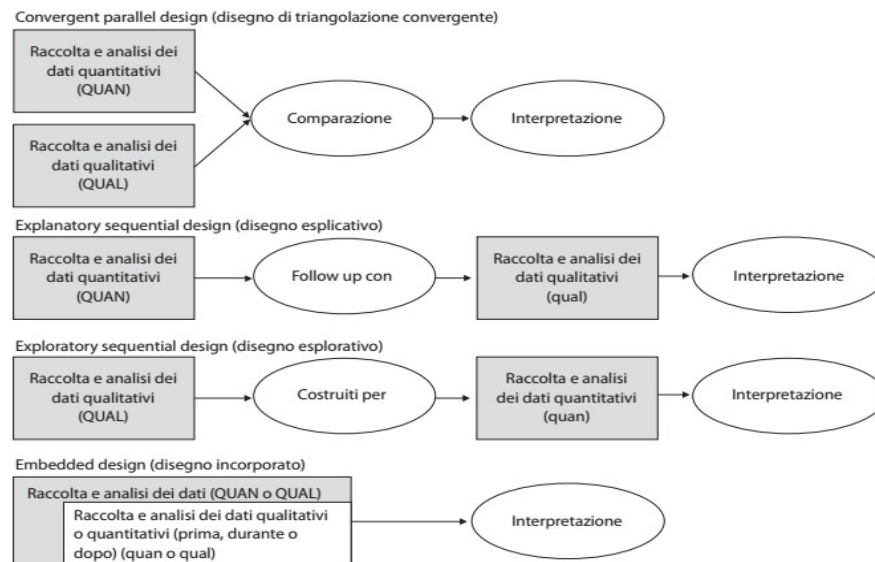 Convergent parallel design (disegno di triangolazione convergente)
Raccolta e analisi dei
dati quantitativi
(QUAN)
Raccolta e analisi dei
dati qualitativi
(QUAL)
Comparazione
Interpretazione
Explanatory sequential design (disegno esplicativo)
Raccolta e analisi dei
dati quantitativi
(QUAN)
Follow up con
Raccolta e analisi dei
dati qualitativi
(qual)
Interpretazione
Exploratory sequential design (disegno esplorativo)
Raccolta e analisi dei
dati qualitativi
(QUAL)
Costruiti per
Raccolta e analisi
dei dati quantitativi
(quan)
Interpretazione
Embedded design (disegno incorporato)
Raccolta e analisi dei dati (QUAN o QUAL)
Raccolta e analisi dei dati qualitativi
o quantitativi (prima, durante o
dopo) (quan o qual)
Interpretazione